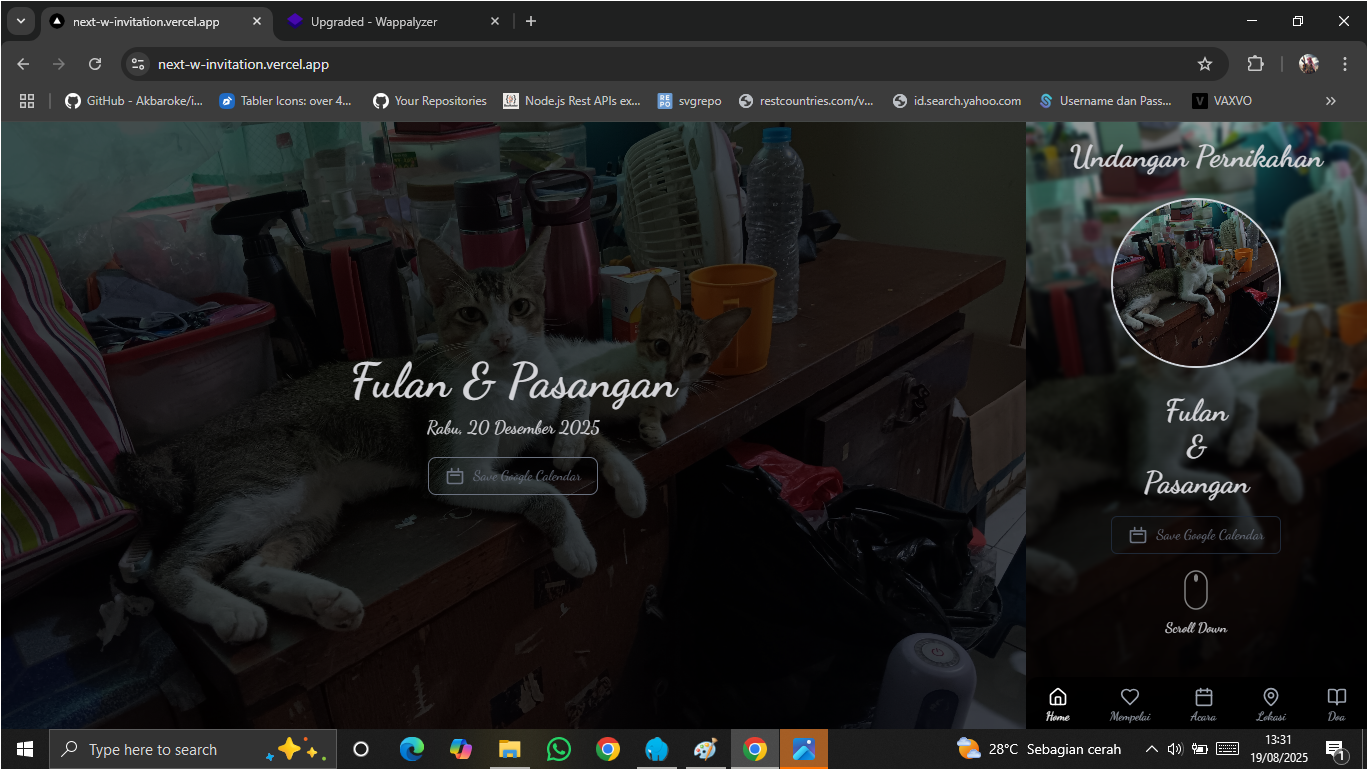 next-w-invitation.vercel.app
Upgraded - Wappalyzer
next-w-invitation.vercel.app
GitHub - Akbaroke/i...
Tabler Icons: over 4...
Your Repositories
Node.js Rest APIs ex...
RE
PO
svgrepo
restcountries.com/v...
id.search.yahoo.com
Username dan Pass...
V
VAXVO
Fulan & Pasangan
Rabu, 20 Desember 2025
Save Google Calendar
Undangan Pernikahan
Fulan
&
Pasangan
Save Google Calendar
Scroll Down
Home
Mempelai
Acara
Lokasi
Doa
Type here to search
28°C Sebagian cerah
13:31
19/08/2025
1